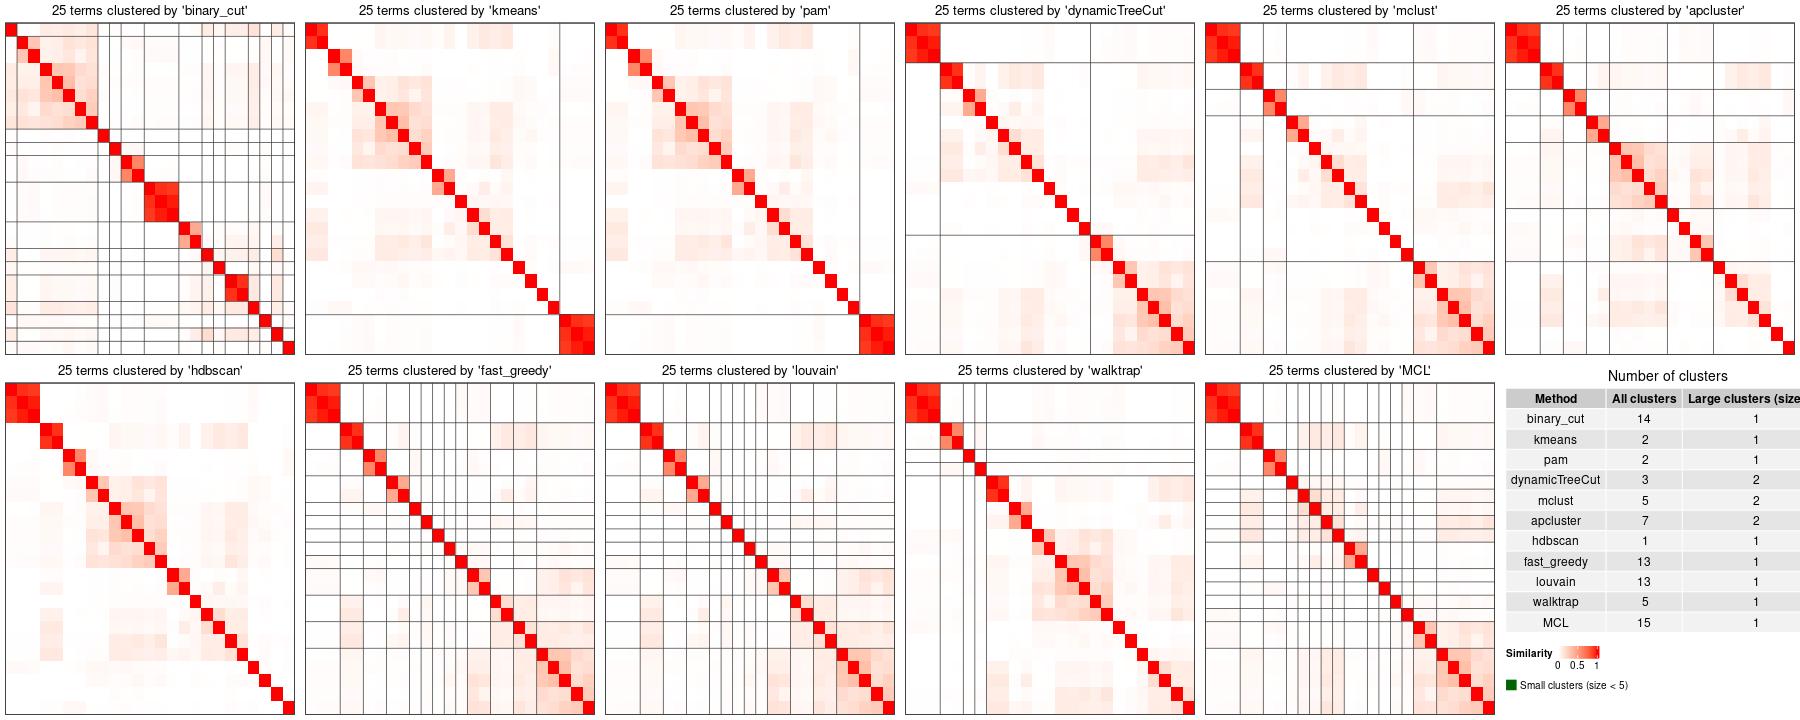 25 terms clustered by 'binary_cut'
25 terms clustered by 'kmeans'
25 terms clustered by 'pam'
25 terms clustered by 'dynamicTreeCut'
25 terms clustered by 'mclust'
25 terms clustered by 'apcluster'
25 terms clustered by 'hdbscan'
25 terms clustered by 'fast_greedy'
25 terms clustered by 'louvain'
25 terms clustered by 'walktrap'
25 terms clustered by 'MCL'
Number of clusters
Method All clusters Large clusters (size
binary_cut 14 1
kmeans 2 1
pam 2 1
dynamicTreeCut 3 2
mclust 5 2
apcluster 7 2
hdbscan 1 1
fast_greedy 13 1
louvain 13 1
walktrap 5 1
MCL 15 1
Similarity
0 0.5 1
Small clusters (size < 5)